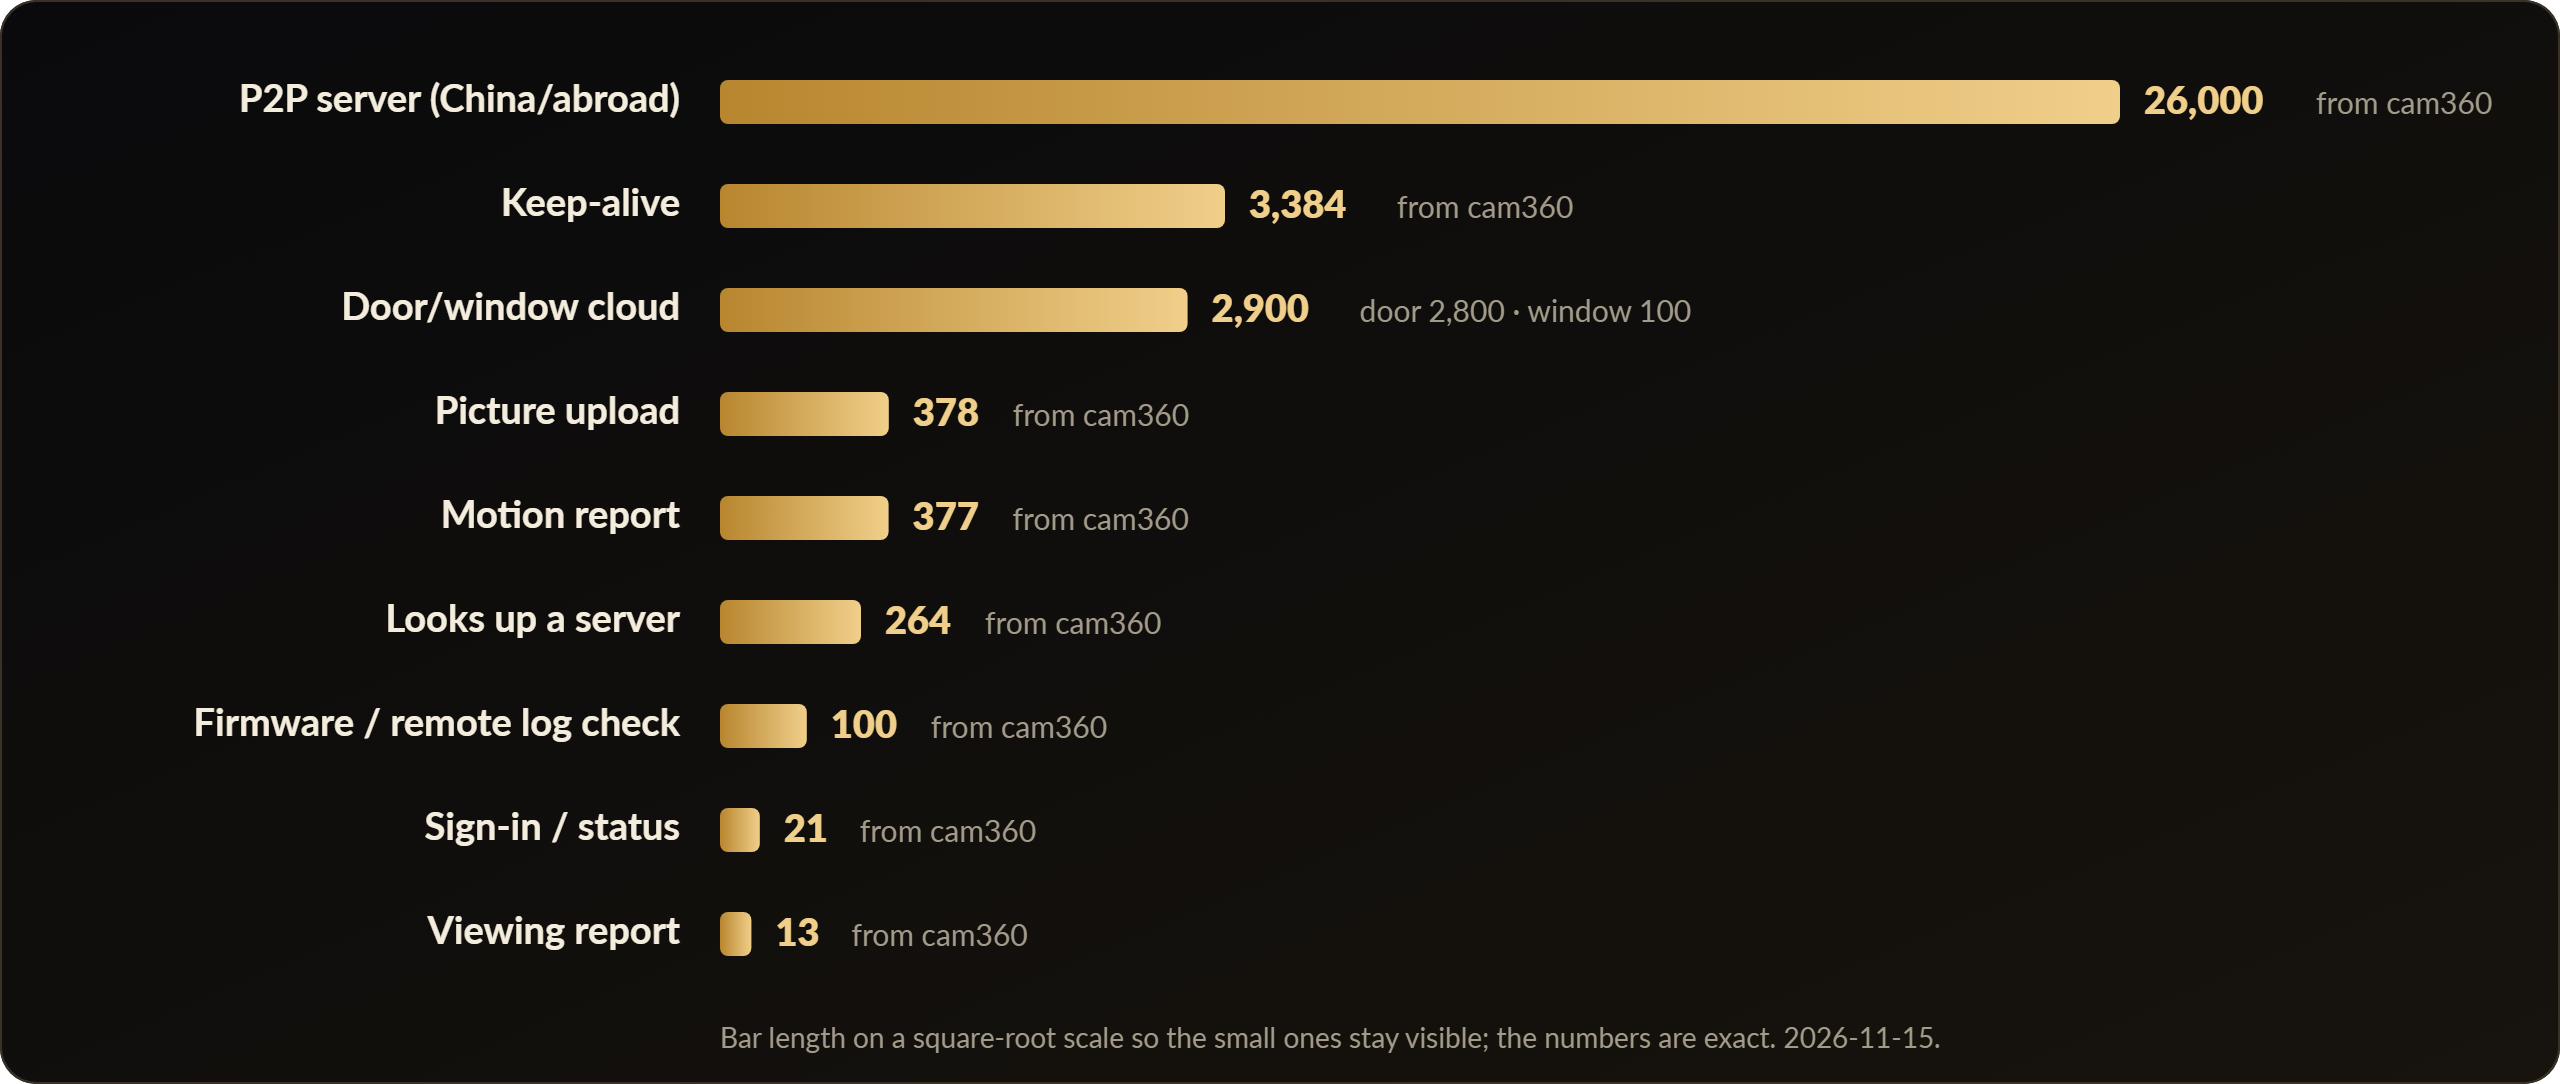 P2P server (China/abroad) 26,000 from cam360
Keep-alive 3,384 from cam360
Door/window cloud 2,900 door 2,800 · window 100
Picture upload 378 from cam360
Motion report 377 from cam360
Looks up a server 264 from cam360
Firmware / remote log check 100 from cam360
Sign-in / status 21 from cam360
Viewing report 13 from cam360
Bar length on a square-root scale so the small ones stay visible; the numbers are exact. 2026-11-15.